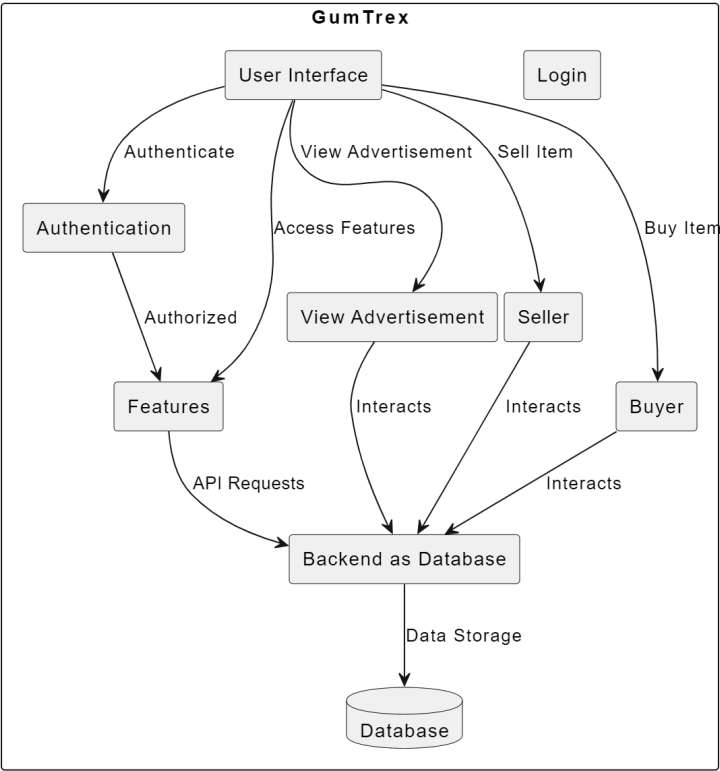 GumTrex
User Interface
Login
Authenticate
View Advertisement
Sell Item
Authentication
Access Features
Buy Item
Authorized
View Advertisement
Seller
Features
Interacts
Interacts
Buyer
API Requests
Interacts
Backend as Database
Data Storage
Database